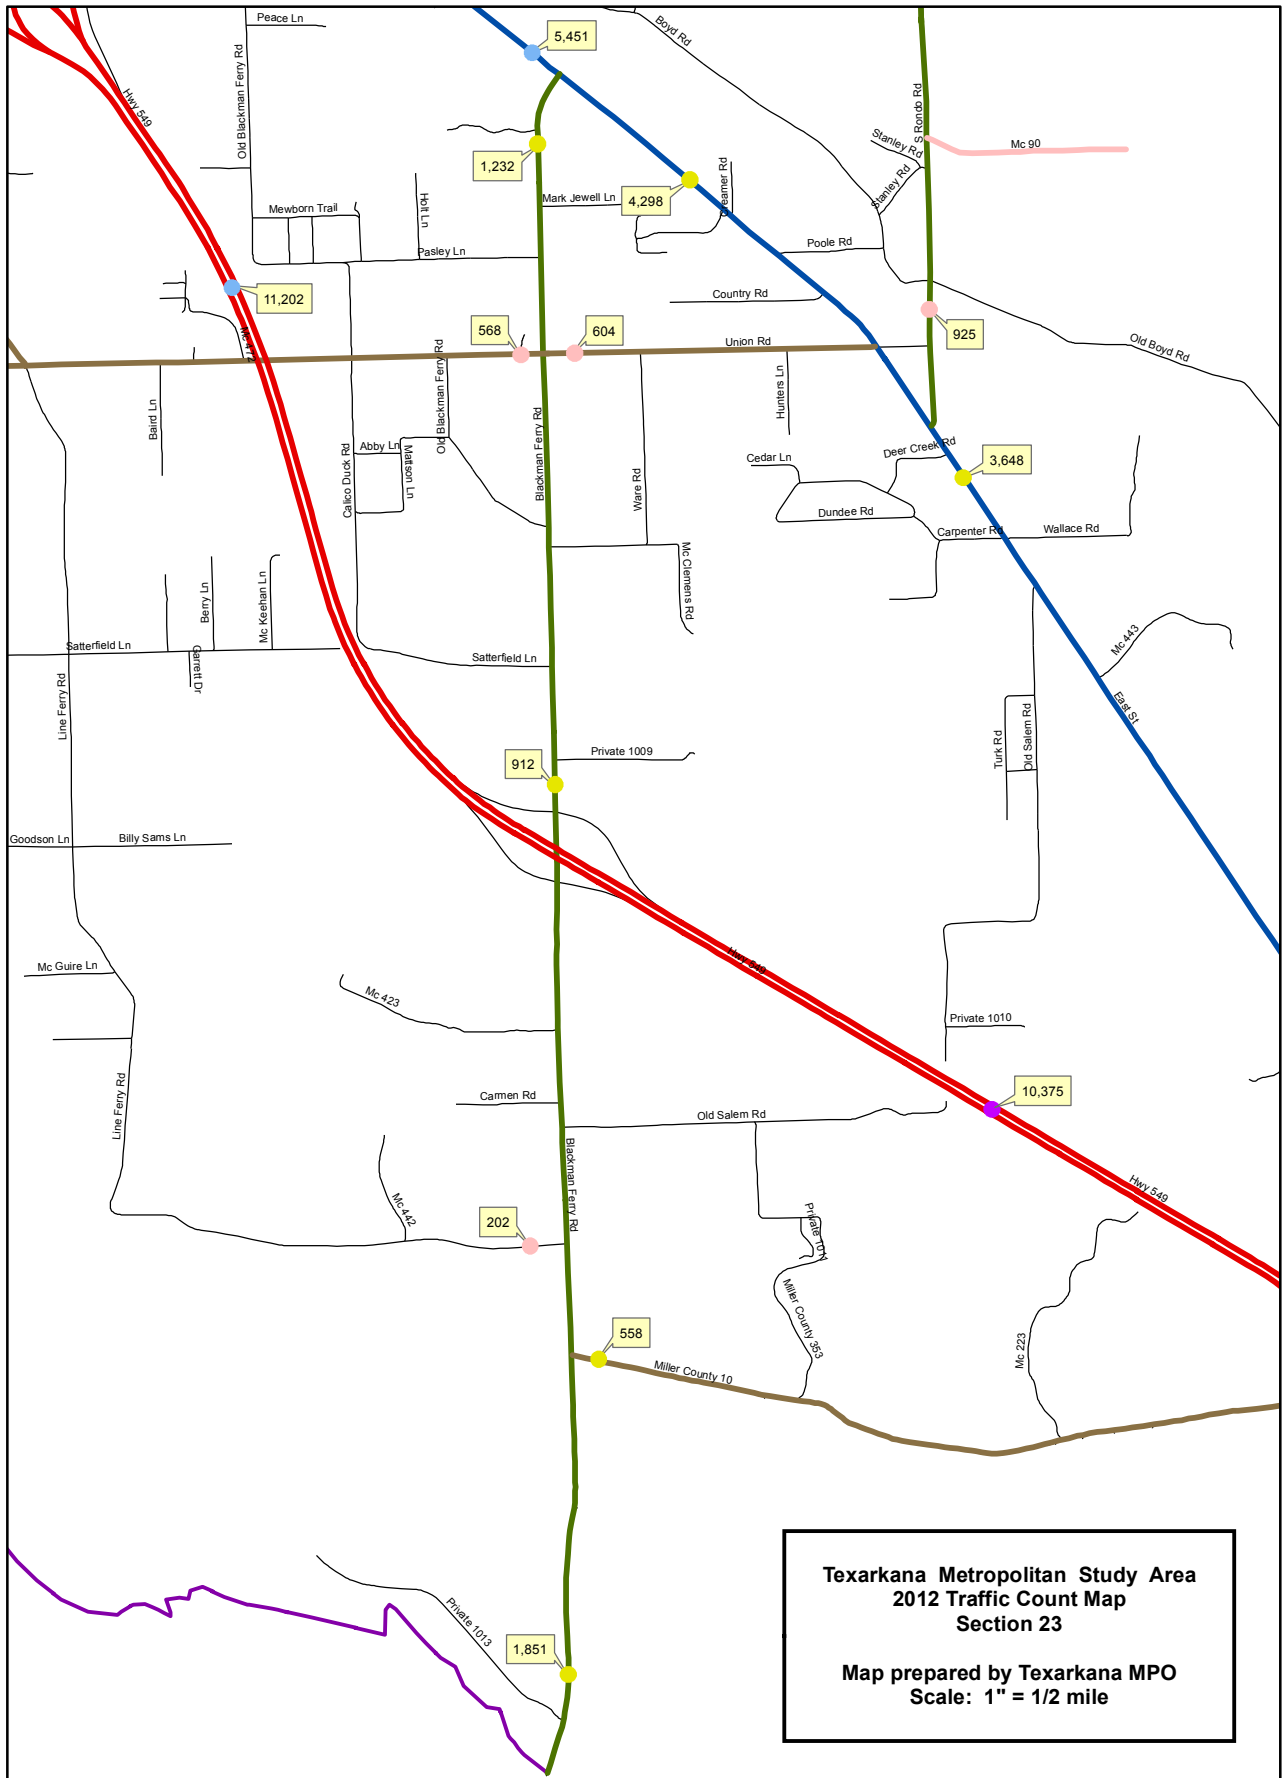 Peace Ln
Boyd Rd
5,451
Old Blackman Ferry Rd
Hwy 549
S Rondo Rd
Stanley Rd
Mc 90
1,232
Stanley Rd
Creamer Rd
Mark Jewell Ln
4,298
Holt Ln
Mewborn Trail
Poole Rd
Pasley Ln
11,202
Country Rd
568
604
925
Mc 472
Union Rd
Old Boyd Rd
Old Blackman Ferry Rd
Hunters Ln
Baird Ln
Blackman Ferry Rd
Abby Ln
Mattson Ln
Calico Duck Rd
Ware Rd
Deer Creek Rd
Cedar Ln
3,648
Dundee Rd
Carpenter Rd
Wallace Rd
Mc Clemens Rd
Berry Ln
Mc Keehan Ln
Satterfield Ln
Garrett Dr
Satterfield Ln
Mc 443
Line Ferry Rd
East St
Turk Rd
Old Salem Rd
Private 1009
912
Goodson Ln
Billy Sams Ln
Hwy 549
Mc Guire Ln
Mc 423
Private 1010
Carmen Rd
10,375
Old Salem Rd
Line Ferry Rd
Blackman Ferry Rd
Hwy 549
Mc 442
202
Private 1011
Miller County 353
558
Mc 223
Miller County 10
Private 1013
1,851
Texarkana Metropolitan Study Area
2012 Traffic Count Map
Section 23
Map prepared by Texarkana MPO
Scale: 1" = 1/2 mile